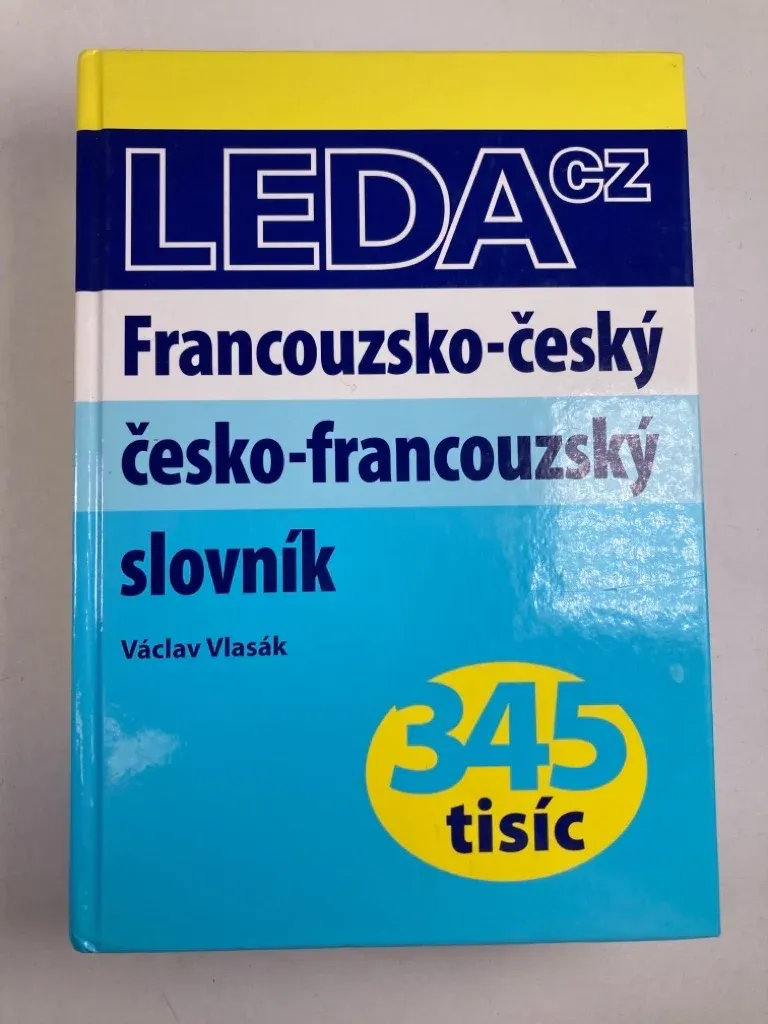 LEDA CZ
Francouzsko-český
česko-francouzský
slovník
Václav Vlasák
345
tisíc